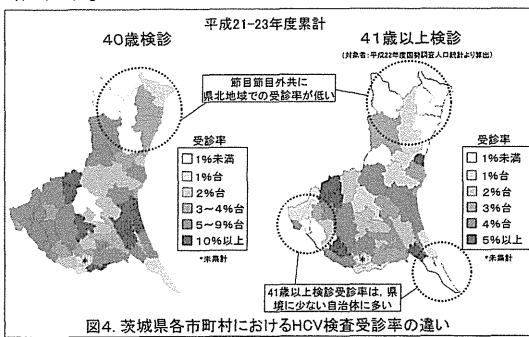 平成21-23年度累計
40歳検診
41歳以上検診
(対象者:平成22年度国勢調査人口統計より算出)
節目節目外共に
県北地域での受診率が低い
受診率
1%未満
1%台
2%台
3~4%台
5~9%台
10%以上
*未集計
受診率
1%未満
1%台
2%台
3%台
4%台
5%以上
*未集計
*
*
41歳以上検診受診率は、県
境に少ない自治体に多い
図4. 茨城県各市町村におけるHCV検査受診率の違い